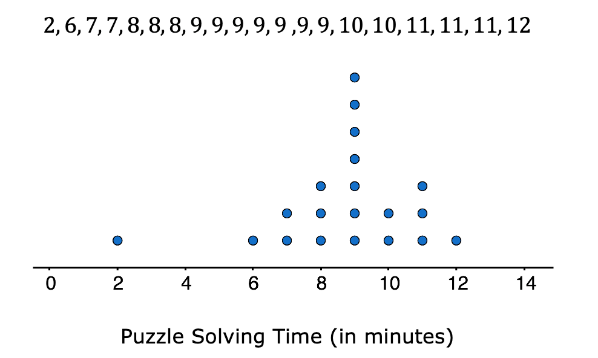 2, 6, 7, 7, 8, 8, 8, 9, 9, 9, 9, 9 ,9, 9, 10, 10, 11, 11, 11, 12
0 2 4 6 8 10 12 14
Puzzle Solving Time (in minutes)